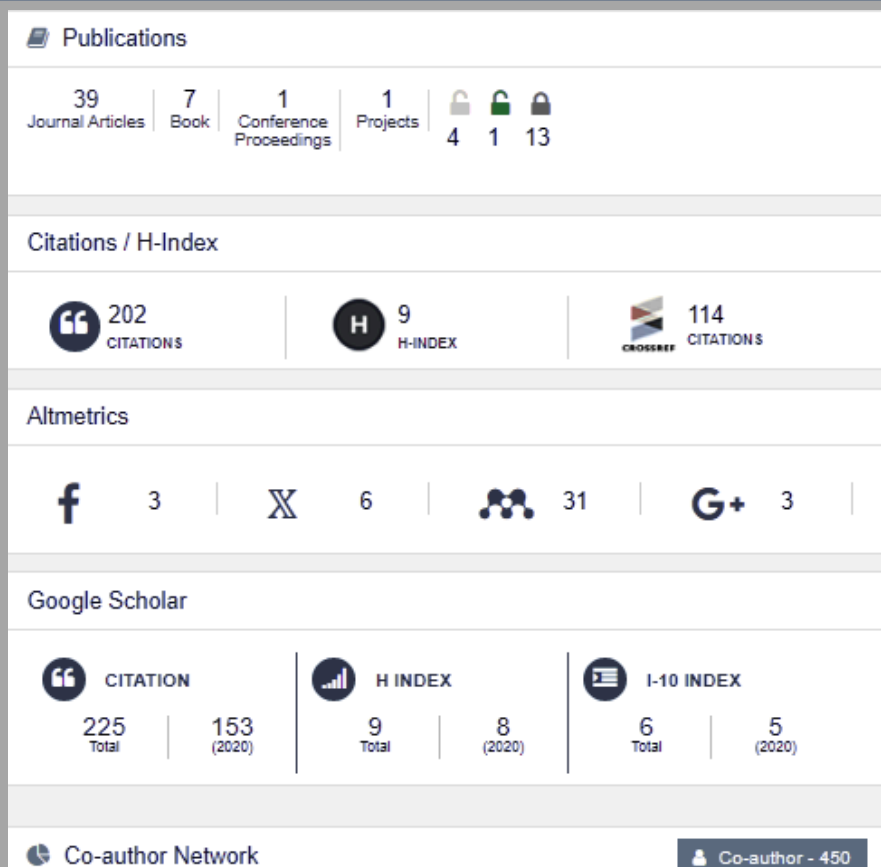 Publications
39 7 1 1
Journal Articles Book Conference Projects
Proceedings
4 1 13
Citations / H-Index
202 9 114
CITATIONS H-INDEX CROSSREF CITATIONS
Altmetrics
3 6 31 3
Google Scholar
CITATION H INDEX I-10 INDEX
225 153 9 8 6 5
Total (2020) Total (2020) Total (2020)
Co-author Network Co-author - 450